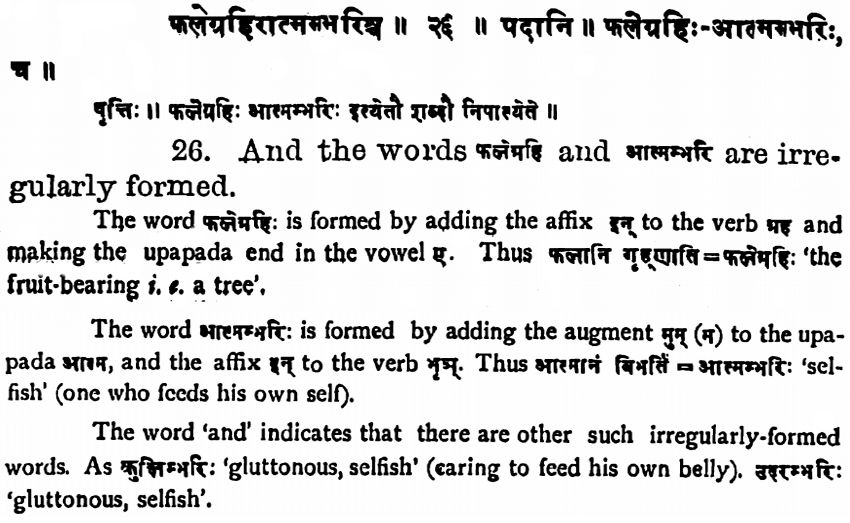 फलेग्रहिरात्मम्भरिश्च ॥ २६ ॥ पदानि ॥ फलेग्रहिः-आत्मम्भरिः,
च ॥
वृत्तिः ॥ फलेग्रहिः आत्मम्भरिः इत्येतौ शब्दौ निपात्येते ॥
26. And the words फलेग्रहि and आत्मम्भरि are irre-
gularly formed.
The word फलेग्रहिः is formed by adding the affix इन् to the verb ग्रह and
making the upapada end in the vowel ए. Thus फलानि गृह्णाति=फलेग्रहिः 'the
fruit-bearing i. e. a tree'.
The word आत्मम्भरिः is formed by adding the augment मुम् (म) to the upa-
pada आत्म, and the affix इन् to the verb भृञ्. Thus आत्मानं बिभर्ति = आत्मम्भरिः 'sel-
fish' (one who feeds his own self).
The word 'and' indicates that there are other such irregularly-formed
words. As कुक्षिम्भरिः 'gluttonous, selfish' (caring to feed his own belly). उदरम्भरिः
'gluttonous, selfish'.